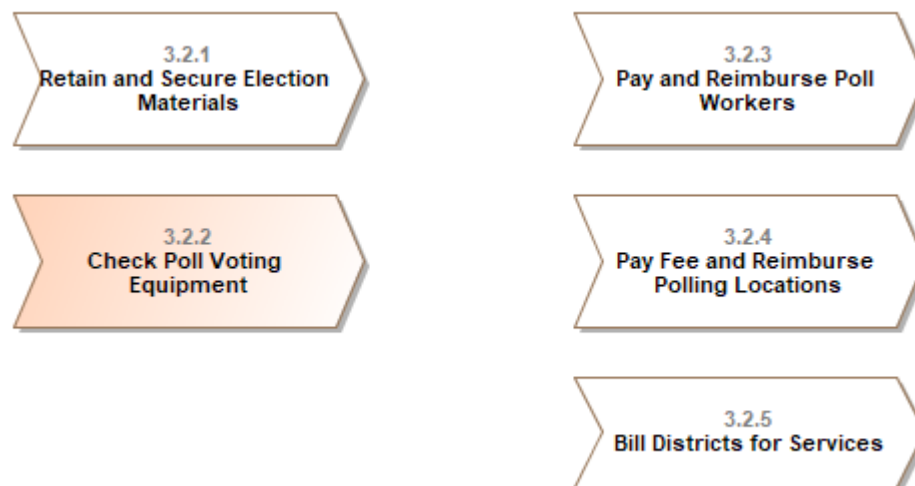 3.2.1
Retain and Secure Election
Materials
3.2.2
Check Poll Voting
Equipment
3.2.3
Pay and Reimburse Poll
Workers
3.2.4
Pay Fee and Reimburse
Polling Locations
3.2.5
Bill Districts for Services